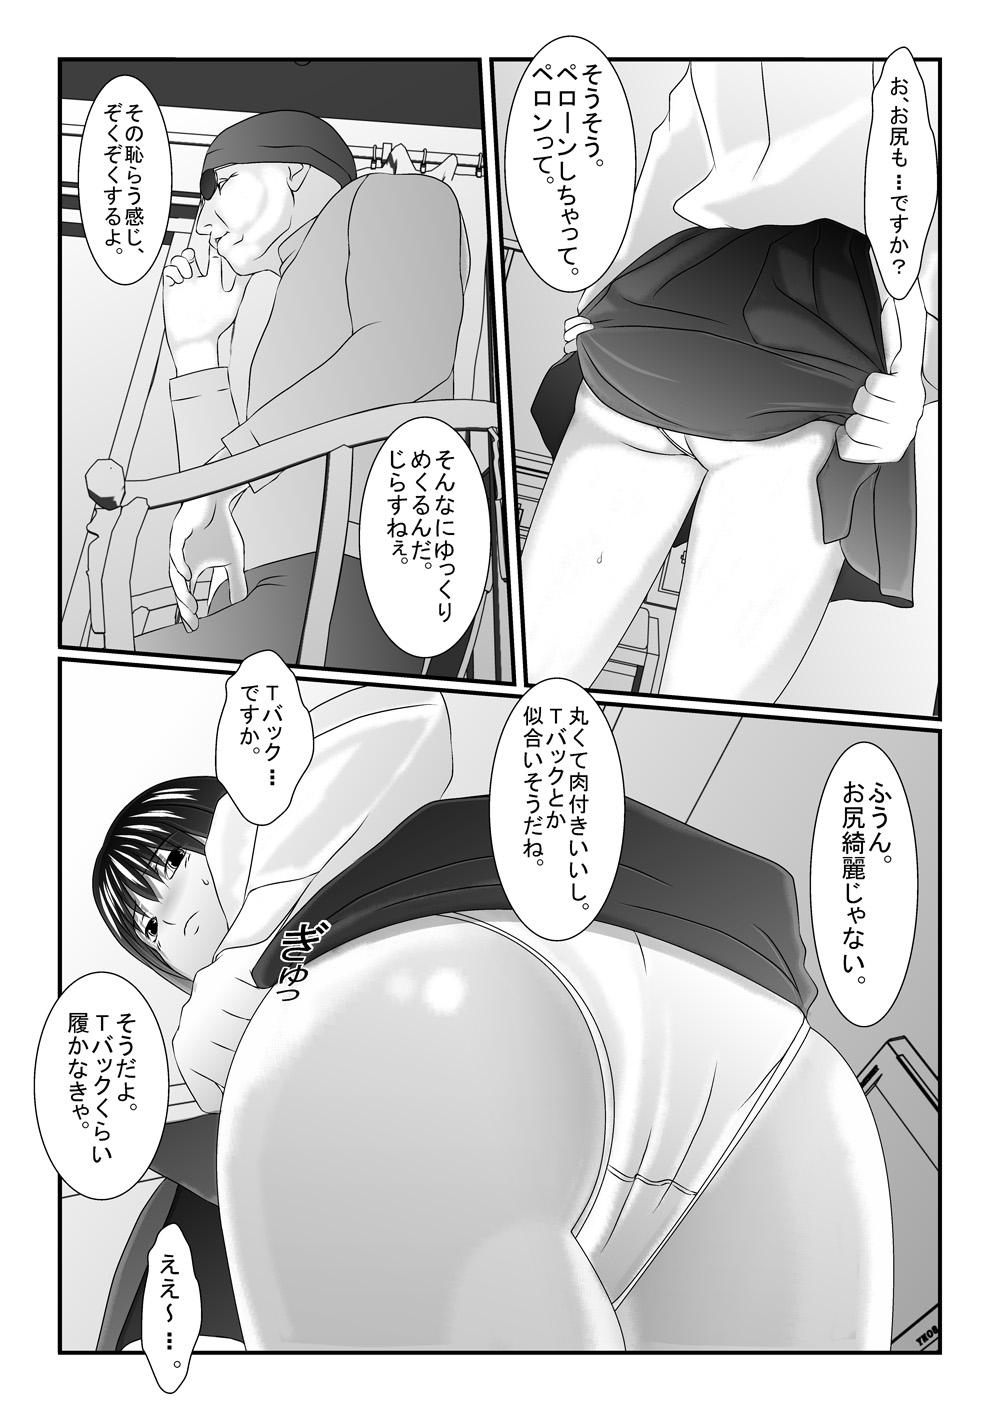 お、お尻も…ですか？
そうそう。
ペローンしちゃって。
ペロンって。
その恥らう感じ、
ぞくぞくするよ。
そんなにゆっくり
めくるんだ。
じらすねぇ。
ふうん。
お尻綺麗じゃない。
丸くて肉付きいいし。
Tバックとか
似合いそうだね。
Tバック…
ですか。
ぎゅっ
そうだよ。
Tバックくらい
履かなきゃ。
ええ～…。
YKOB